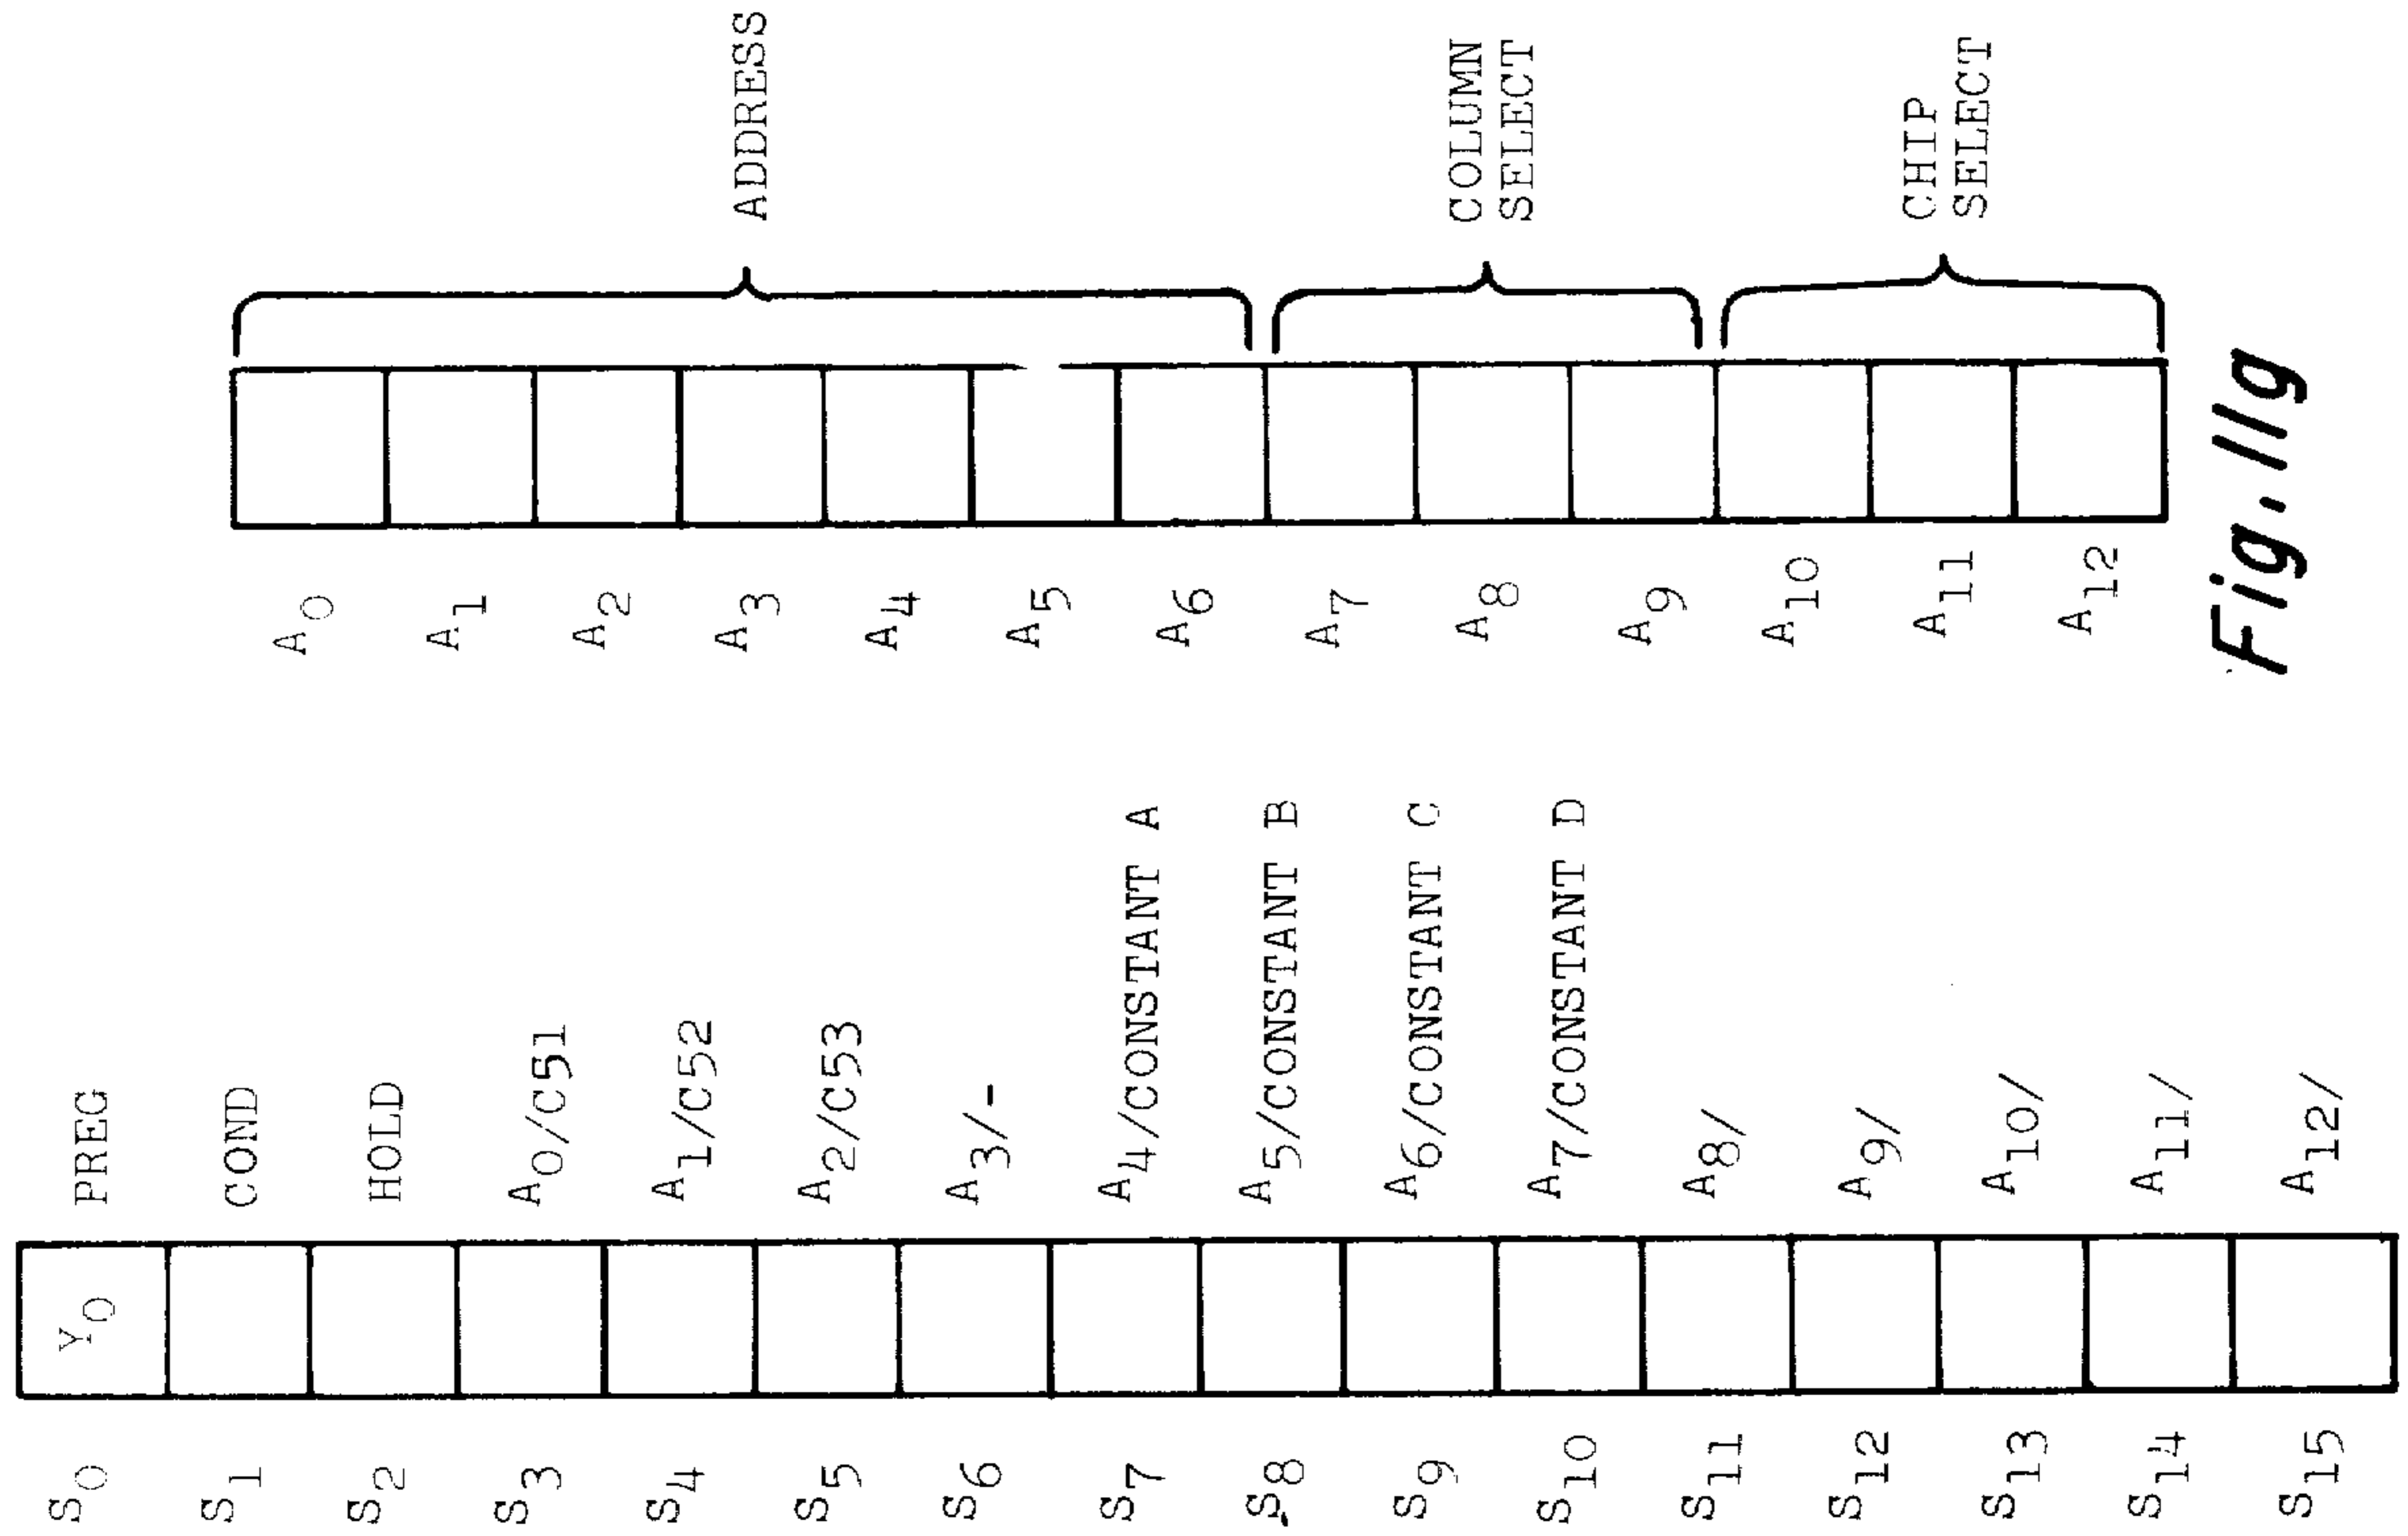 S0 Y0 PREG
S1 COND
S2 HOLD
S3 A0/C51
S4 A1/C52
S5 A2/C53
S6 A3/-
S7 A4/CONSTANT A
S8 A5/CONSTANT B
S9 A6/CONSTANT C
S10 A7/CONSTANT D
S11 A8/
S12 A9/
S13 A10/
S14 A11/
S15 A12/
A0
A1
A2
A3
ADDRESS
A4
A5
A6
A7
A8
COLUMN
SELECT
A9
A10
A11
CHIP
SELECT
A12
Fig. 11g